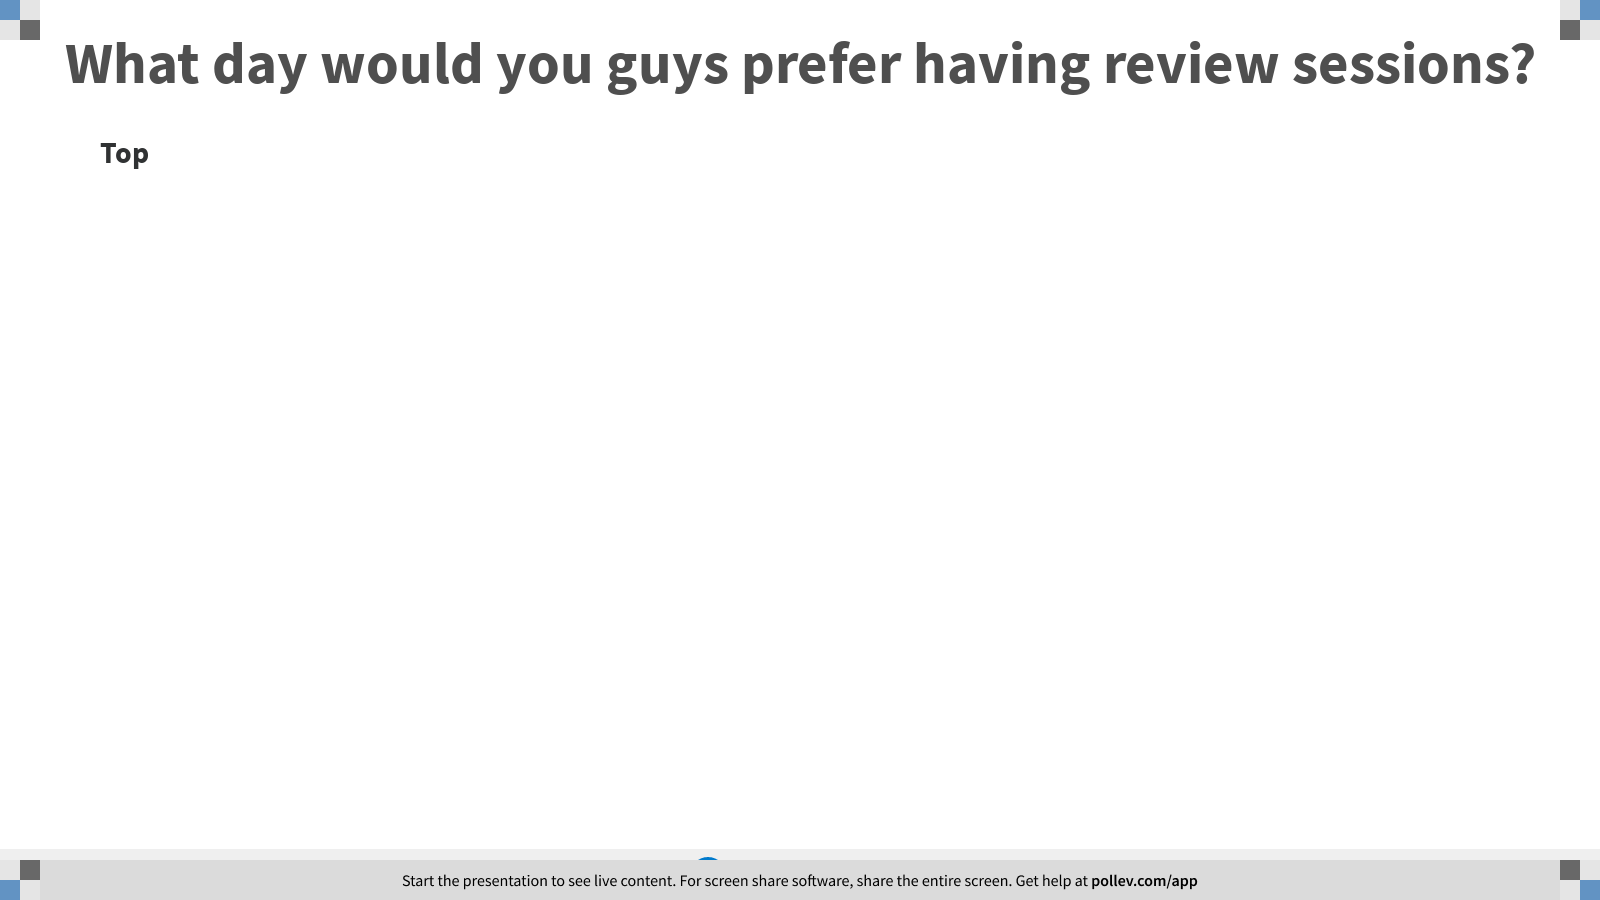 What day would you guys prefer having review sessions?
Top
Start the presentation to see live content. For screen share software, share the entire screen. Get help at pollev.com/app